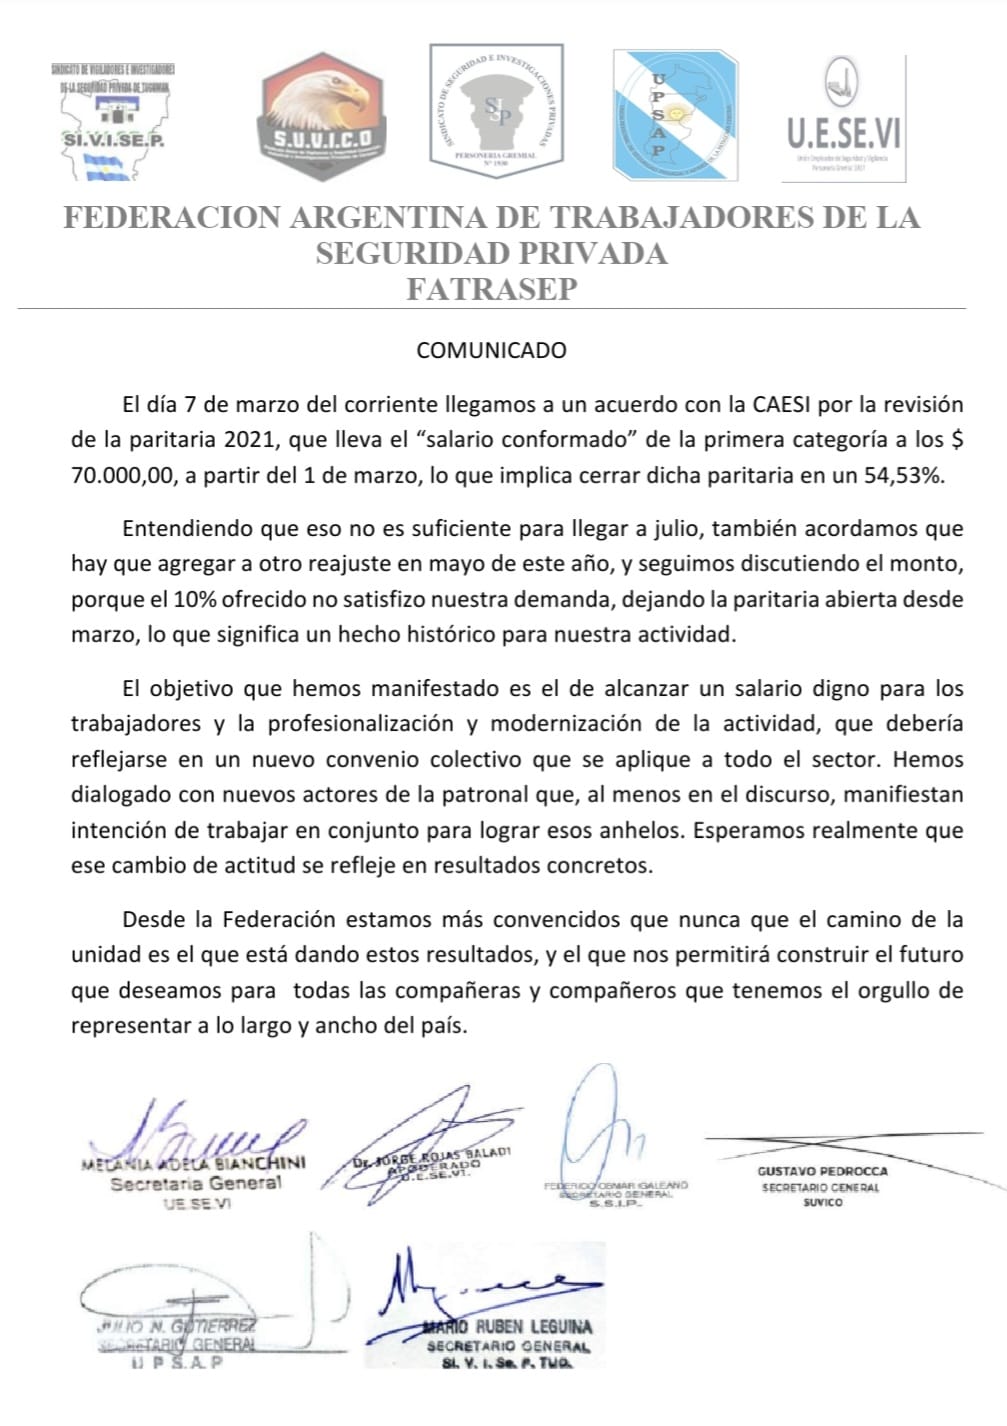 SINDICATO DE VIGILADORES E INVESTIGADORES
DE LA SEGURIDAD PRIVADA DE TUCUMAN
SI.V.I.SE.P.
S.U.V.I.C.O
SINDICATO DE SEGURIDAD E INVESTIGACIONES PRIVADAS
SIP
PERSONERIA GREMIAL
N° 1930
UPSAP
U.E.SE.VI
Unión Empleados de Seguridad y Vigilancia
FEDERACION ARGENTINA DE TRABAJADORES DE LA
SEGURIDAD PRIVADA
FATRASEP
COMUNICADO
El día 7 de marzo del corriente llegamos a un acuerdo con la CAESI por la revisión
de la paritaria 2021, que lleva el “salario conformado” de la primera categoría a los $
70.000,00, a partir del 1 de marzo, lo que implica cerrar dicha paritaria en un 54,53%.
Entendiendo que eso no es suficiente para llegar a julio, también acordamos que
hay que agregar a otro reajuste en mayo de este año, y seguimos discutiendo el monto,
porque el 10% ofrecido no satisfizo nuestra demanda, dejando la paritaria abierta desde
marzo, lo que significa un hecho histórico para nuestra actividad.
El objetivo que hemos manifestado es el de alcanzar un salario digno para los
trabajadores y la profesionalización y modernización de la actividad, que debería
reflejarse en un nuevo convenio colectivo que se aplique a todo el sector. Hemos
dialogado con nuevos actores de la patronal que, al menos en el discurso, manifiestan
intención de trabajar en conjunto para lograr esos anhelos. Esperamos realmente que
ese cambio de actitud se refleje en resultados concretos.
Desde la Federación estamos más convencidos que nunca que el camino de la
unidad es el que está dando estos resultados, y el que nos permitirá construir el futuro
que deseamos para todas las compañeras y compañeros que tenemos el orgullo de
representar a lo largo y ancho del país.
MELANIA ADELA BIANCHINI
Secretaria General
UE SE.VI
Dr. JORGE ROJAS BALADI
APODERADO
U.E.SE.VI.
FEDERICO OSMAR GALEANO
SECRETARIO GENERAL
S.S.I.P.
GUSTAVO PEDROCCA
SECRETARIO GENERAL
SUVICO
JULIO N. GUTIERREZ
SECRETARIO GENERAL
U P S.A.P
MARIO RUBEN LEGUINA
SECRETARIO GENERAL
SI. V. I. Se. P. TUC.